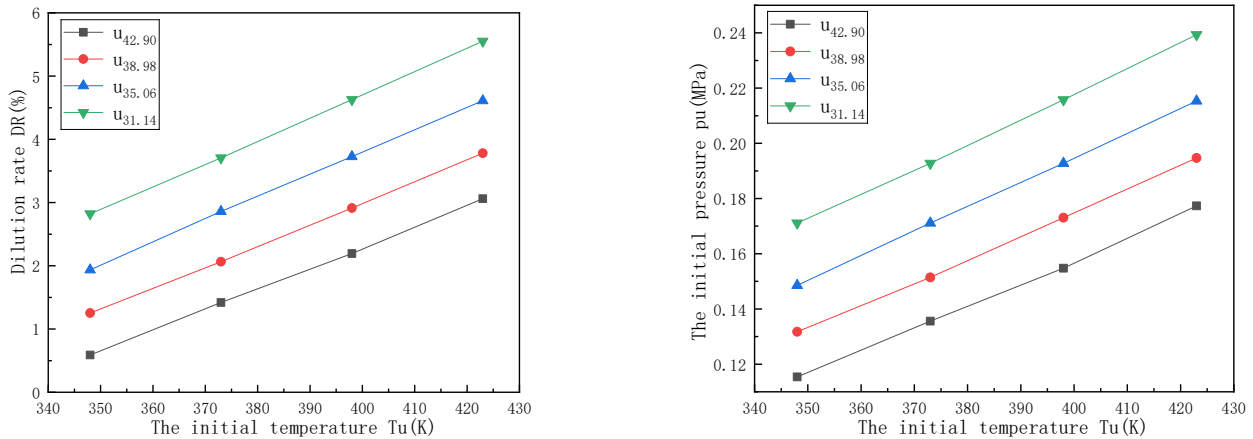 6
5
4
3
2
1
0
Dilution rate DR(%)
u42.90
u38.98
u35.06
u31.14
340 350 360 370 380 390 400 410 420 430
The initial temperature Tu(K)
0.24
0.22
0.20
0.18
0.16
0.14
0.12
The initial pressure pu(MPa)
u42.90
u38.98
u35.06
u31.14
340 350 360 370 380 390 400 410 420 430
The initial temperature Tu(K)